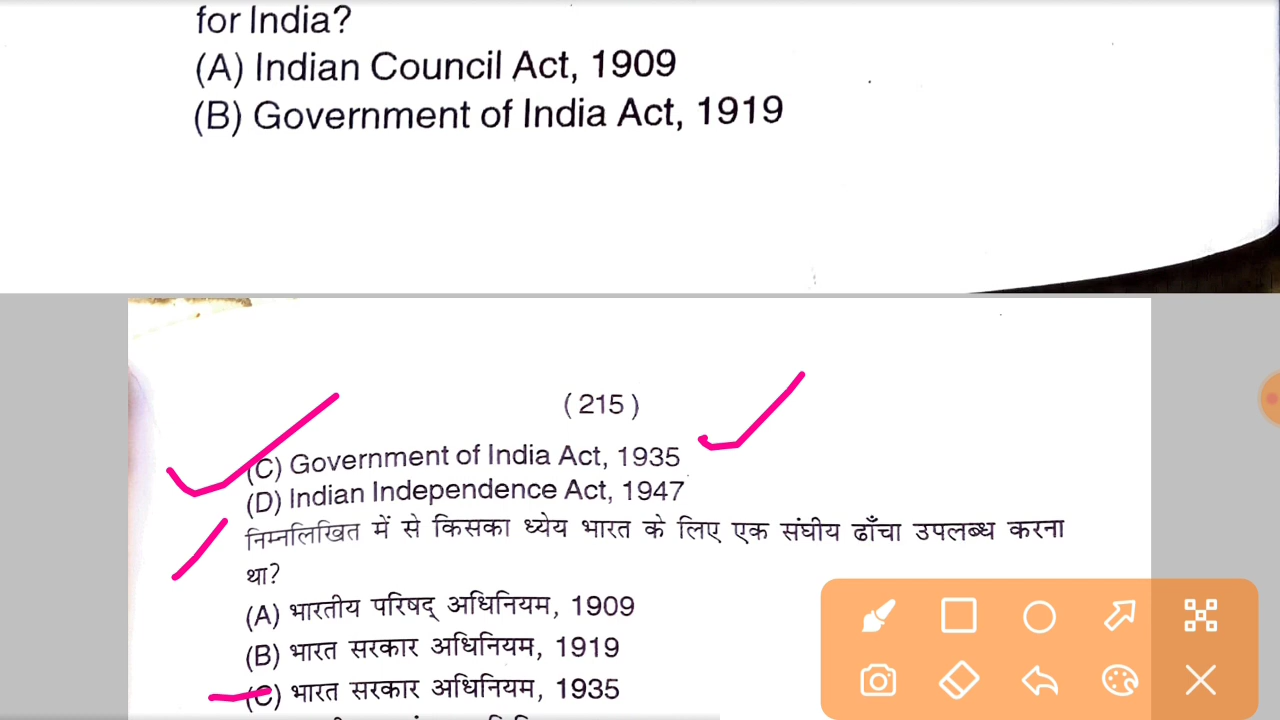 for India?
(A) Indian Council Act, 1909
(B) Government of India Act, 1919
( 215 )
(C) Government of India Act, 1935
(D) Indian Independence Act, 1947
निम्नलिखित में से किसका ध्येय भारत के लिए एक संघीय ढाँचा उपलब्ध करना
था?
(A) भारतीय परिषद् अधिनियम, 1909
(B) भारत सरकार अधिनियम, 1919
(C) भारत सरकार अधिनियम, 1935